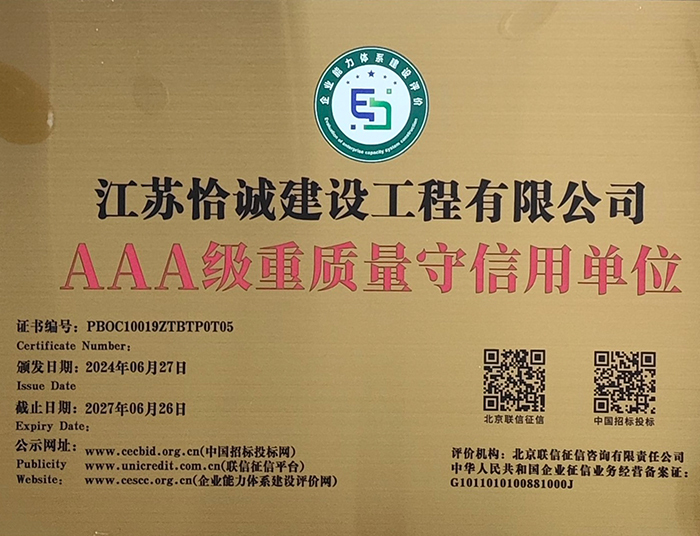 企业能力体系建设评价
Evaluation of enterprise capacity system construction
江苏恰诚建设工程有限公司
AAA级重质量守信用单位
证书编号：PBOC10019ZTBTP0T05
Certificate Number：
颁发日期：2024年06月27日
Issue Date
截止日期：2027年06月26日
Expiry Date：
公示网址：www.cecbid.org.cn(中国招标投标网)
Publicity www.unicredit.com.cn(联信征信平台)
Website：www.cescc.org.cn(企业能力体系建设评价网)
北京联信征信
中国招标投标
评价机构：北京联信征信咨询有限责任公司
中华人民共和国企业征信业务经营备案证：
G1011010100881000J